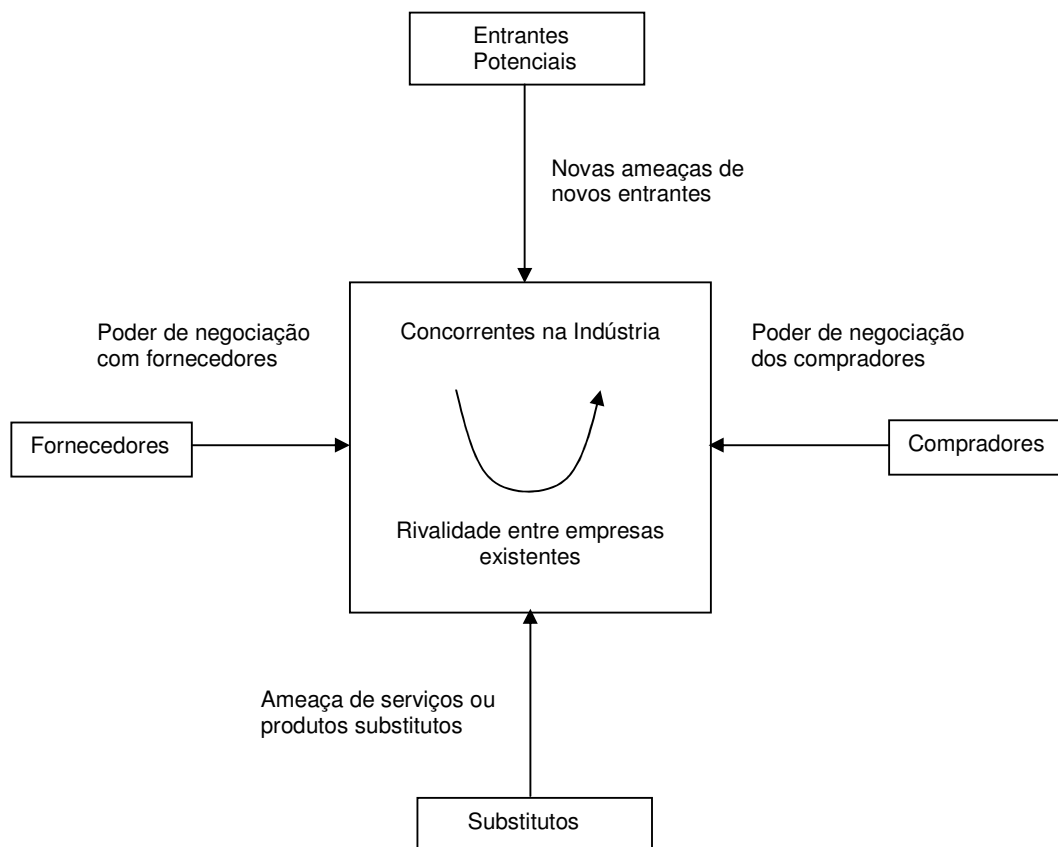 Entrantes
Potenciais
Novas ameaças de
novos entrantes
Poder de negociação
com fornecedores
Concorrentes na Indústria
Poder de negociação
dos compradores
Fornecedores
Compradores
Rivalidade entre empresas
existentes
Ameaça de serviços ou
produtos substitutos
Substitutos